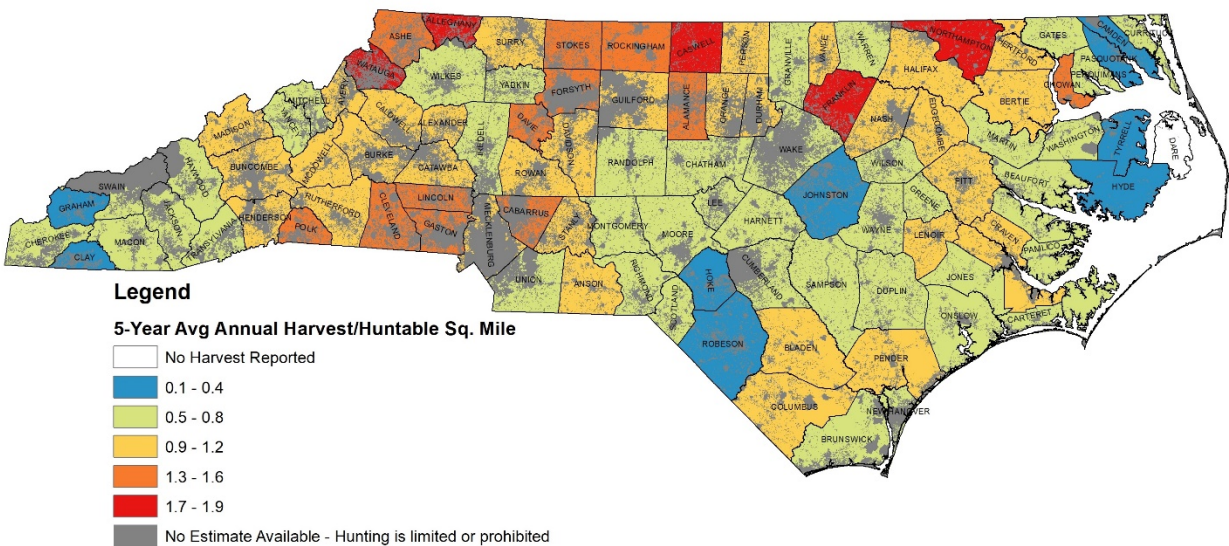 ALLEGHANY
ASHE
SURRY
STOKES
ROCKINGHAM
CASWELL
PERSON
GRANVILLE
VANCE
WARREN
NORTHAMPTON
HERTFORD
GATES
CAMDEN
CURRITUCK
PASQUOTANK
PERQUIMANS
CHOWAN
WATAUGA
WILKES
YADKIN
FORSYTH
GUILFORD
ALAMANCE
ORANGE
DURHAM
FRANKLIN
HALIFAX
BERTIE
MITCHELL
AVERY
YANCEY
CALDWELL
ALEXANDER
IREDELL
DAVIE
DAVIDSON
RANDOLPH
CHATHAM
WAKE
NASH
EDGECOMBE
MARTIN
WASHINGTON
TYRRELL
DARE
MADISON
BUNCOMBE
MCDOWELL
BURKE
CATAWBA
ROWAN
WILSON
PITT
BEAUFORT
HYDE
SWAIN
HAYWOOD
RUTHERFORD
CLEVELAND
LINCOLN
GASTON
MECKLENBURG
CABARRUS
STANLY
MONTGOMERY
MOORE
LEE
HARNETT
JOHNSTON
GREENE
LENOIR
CRAVEN
PAMLICO
GRAHAM
JACKSON
HENDERSON
POLK
TRANSYLVANIA
CHEROKEE
MACON
CLAY
UNION
ANSON
RICHMOND
SCOTLAND
HOKE
CUMBERLAND
SAMPSON
WAYNE
DUPLIN
JONES
ONSLOW
CARTERET
ROBESON
BLADEN
PENDER
COLUMBUS
NEW HANOVER
BRUNSWICK
Legend
5-Year Avg Annual Harvest/Huntable Sq. Mile
No Harvest Reported
0.1 - 0.4
0.5 - 0.8
0.9 - 1.2
1.3 - 1.6
1.7 - 1.9
No Estimate Available - Hunting is limited or prohibited